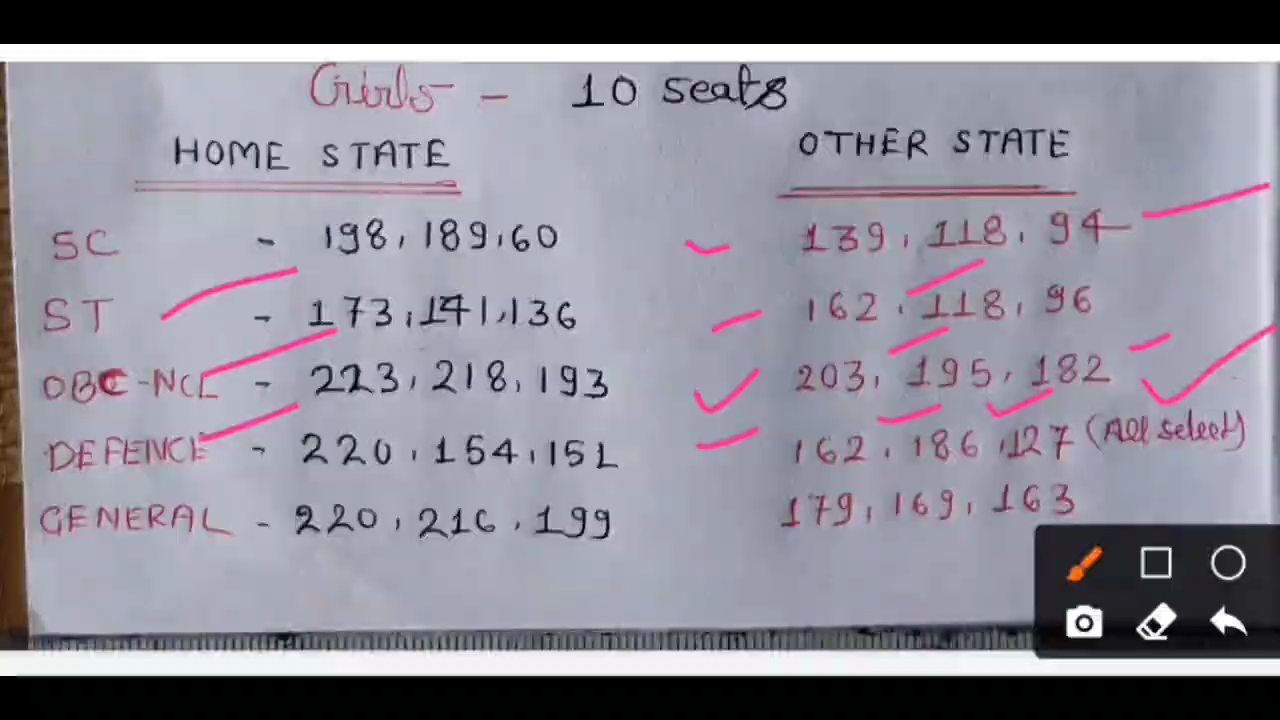 Girls - 10 seats
HOME STATE OTHER STATE
SC - 198, 189, 60 139, 118, 94
ST - 173, 141, 136 162, 118, 96
OBC-NCL - 223, 218, 193 203, 195, 182
DEFENCE - 220, 154, 151 162, 186, 127 (All select)
GENERAL - 220, 216, 199 179, 169, 163